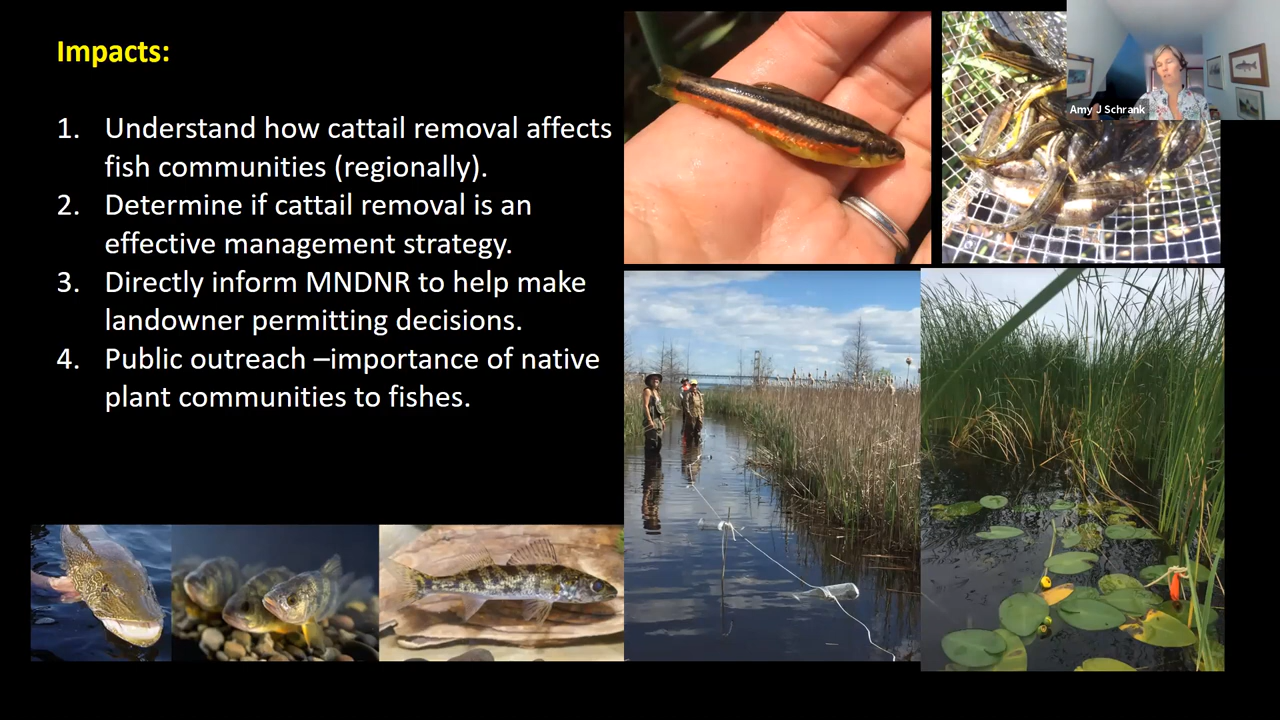 Impacts:
1. Understand how cattail removal affects
fish communities (regionally).
2. Determine if cattail removal is an
effective management strategy.
3. Directly inform MNDNR to help make
landowner permitting decisions.
4. Public outreach –importance of native
plant communities to fishes.
Amy J Schrank